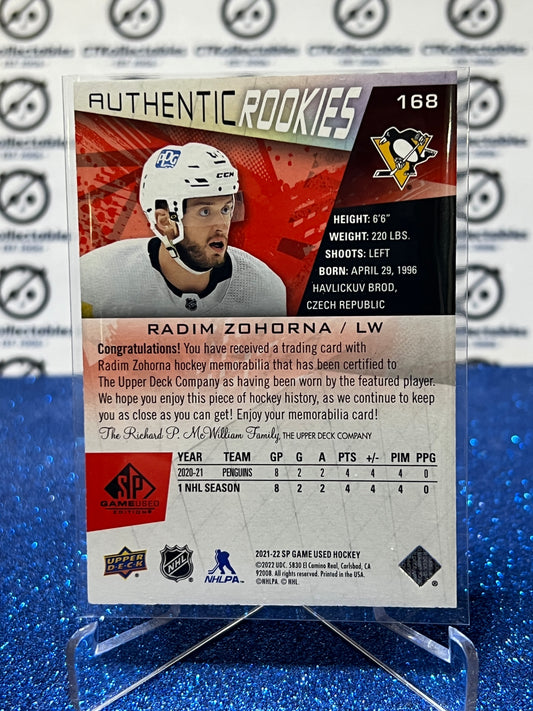 CTKollectables
AUTHENTIC ROOKIES 168
PPG
CCM
HEIGHT: 6'6"
WEIGHT: 220 LBS.
SHOOTS: LEFT
BORN: APRIL 29, 1996
HAVLICKUV BROD,
CZECH REPUBLIC
RADIM ZOHORNA / LW
Congratulations! You have received a trading card with
Radim Zohorna hockey memorabilia that has been certified to
The Upper Deck Company as having been worn by the featured player.
We hope you enjoy this piece of hockey history, as we continue to keep
you as close as you can get! Enjoy your memorabilia card!
The Richard P. McWilliam Family, THE UPPER DECK COMPANY
YEAR TEAM GP G A PTS +/- PIM PPG
2020-21 PENGUINS 8 2 2 4 4 4 0
1 NHL SEASON 8 2 2 4 4 4 0
SP
GAME USED
EDITION
UPPER DECK
NHL
NHLPA
2021-22 SP GAME USED HOCKEY
©2022 UDC. 5830 El Camino Real, Carlsbad, CA
92008. All rights reserved. Printed in the USA.
©NHLPA. © NHL.